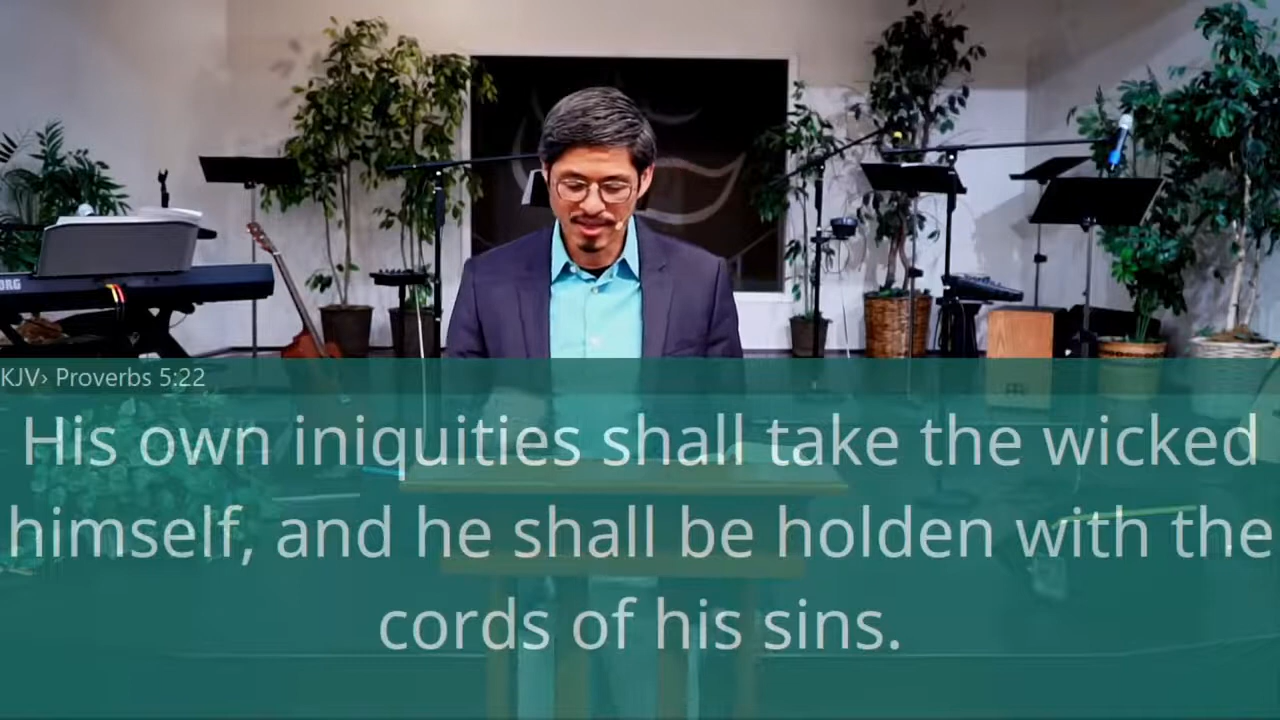 ORG
KJV› Proverbs 5:22
His own iniquities shall take the wicked
himself, and he shall be holden with the
cords of his sins.